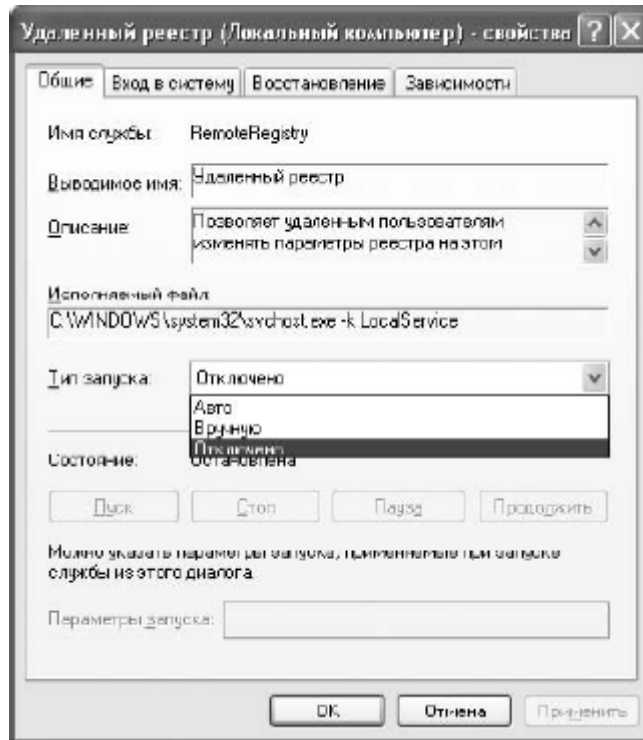 Удаленный реестр (Локальный компьютер) - свойства
Общие Вход в систему Восстановление Зависимости
Имя службы: RemoteRegistry
Выводимое имя: Удаленный реестр
Описание: Позволяет удаленным пользователям
изменять параметры реестра на этом
Исполняемый файл:
C:\WINDOWS\system32\svchost.exe -k LocalService
Тип запуска: Отключено
Авто
Вручную
Отключено
Состояние: Остановлена
Пуск Стоп Пауза Продолжить
Можно указать параметры запуска, применяемые при запуске
службы из этого диалога.
Параметры запуска:
OK Отмена Применить